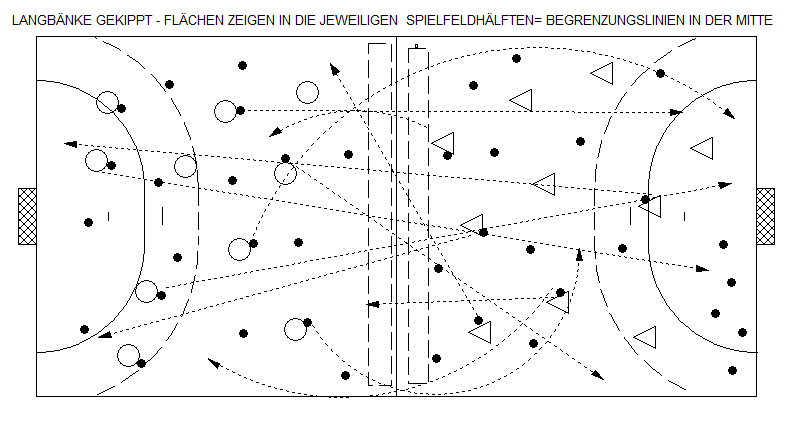 LANGBÄNKE GEKIPPT - FLÄCHEN ZEIGEN IN DIE JEWEILIGEN  SPIELFELDHÄLFTEN= BEGRENZUNGSLINIEN IN DER MITTE